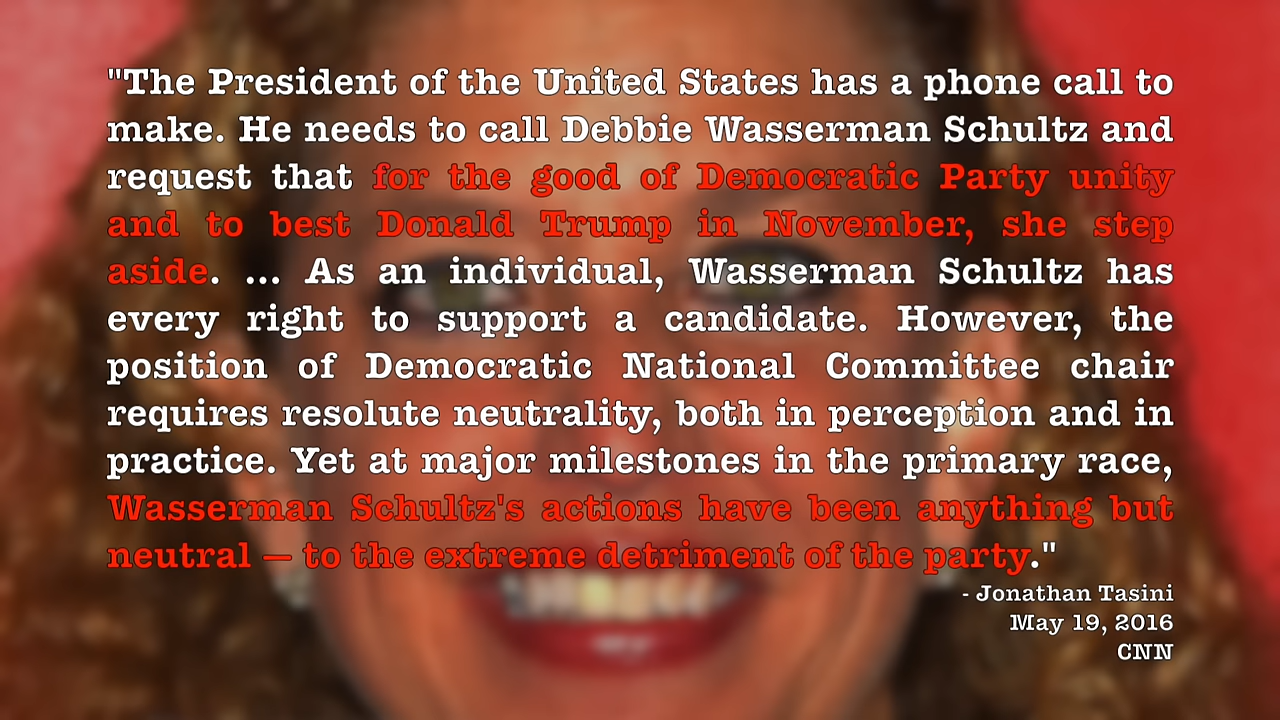 "The President of the United States has a phone call to
make. He needs to call Debbie Wasserman Schultz and
request that for the good of Democratic Party unity
and to best Donald Trump in November, she step
aside. ... As an individual, Wasserman Schultz has
every right to support a candidate. However, the
position of Democratic National Committee chair
requires resolute neutrality, both in perception and in
practice. Yet at major milestones in the primary race,
Wasserman Schultz's actions have been anything but
neutral — to the extreme detriment of the party."
- Jonathan Tasini
May 19, 2016
CNN